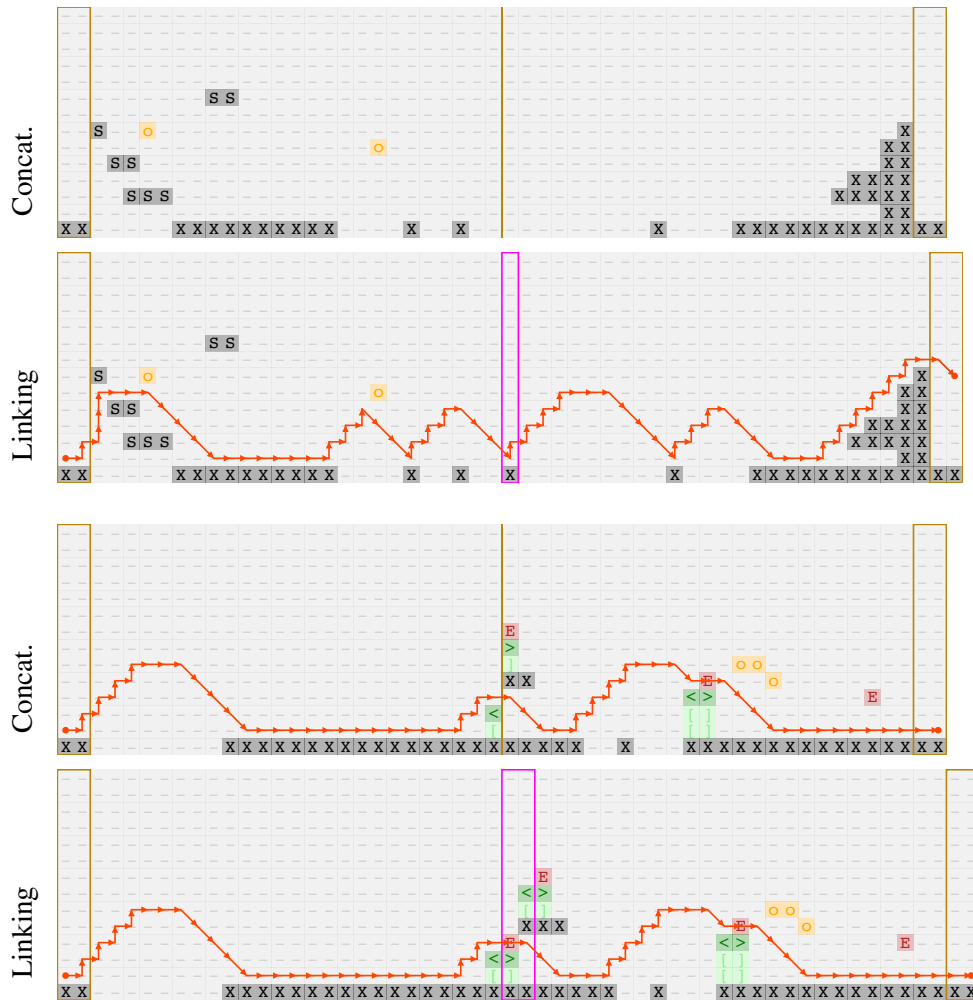 Concat.
S S
S o X
o X X
S S X X
X X X X
S S S X X X X X
X X
X X X X X X X X X X X X X X X X X X X X X X X X X X X X
Linking
S S
S o X
o X X
S S X X
X X X X
S S S X X X X X
X X
X X X X X X X X X X X X X X X X X X X X X X X X X X X X X
Concat.
E
>
] o o
X X E o
< > E
< [ ]
[ [ ]
X X X X X X X X X X X X X X X X X X X X X X X X X X X X X X X X X X X X X X X X X
Linking
E
< >
[ ] o o
X X X E o
E < > E
< > [ ]
[ ] [ ]
X X X X X X X X X X X X X X X X X X X X X X X X X X X X X X X X X X X X X X X X X X X